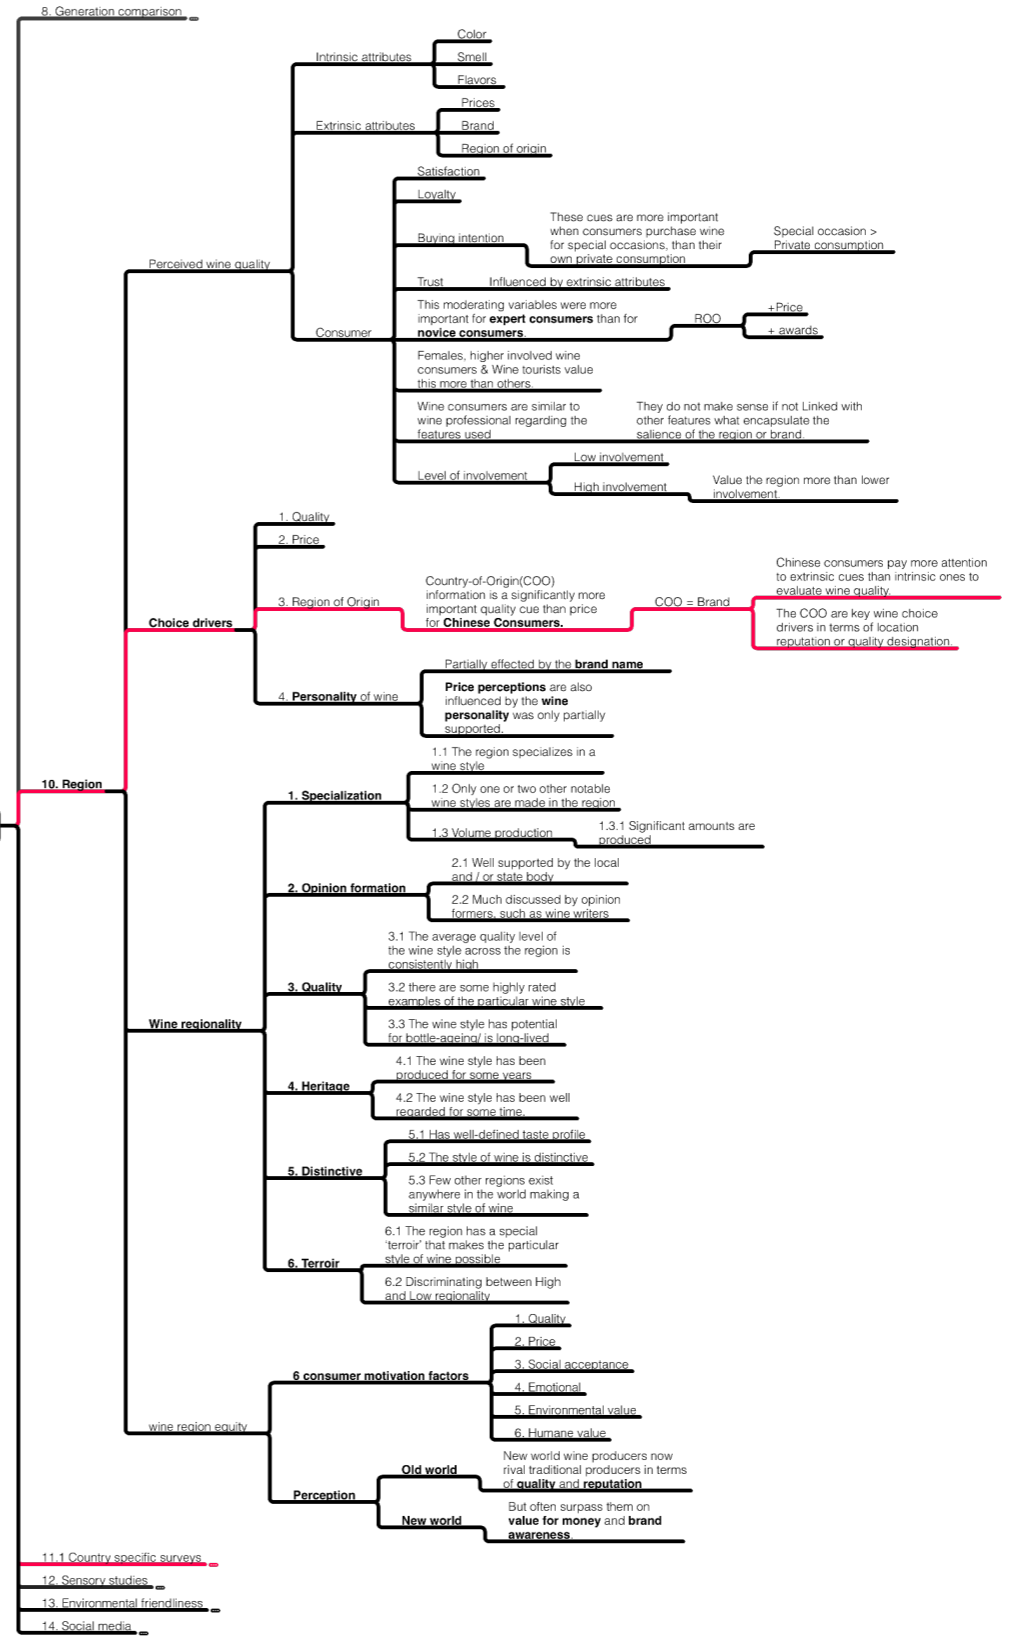 8. Generation comparison
Color
Intrinsic attributes
Smell
Flavors
Prices
Extrinsic attributes
Brand
Region of origin
Satisfaction
Loyalty
Buying intention
These cues are more important
when consumers purchase wine
for special occasions, than their
own private consumption
Special occasion >
Private consumption
Perceived wine quality
Trust
Influenced by extrinsic attributes
Consumer
This moderating variables were more
important for expert consumers than for
novice consumers.
ROO
+Price
+ awards
Females, higher involved wine
consumers & Wine tourists value
this more than others.
Wine consumers are similar to
wine professional regarding the
features used
They do not make sense if not Linked with
other features what encapsulate the
salience of the region or brand.
Level of involvement
Low involvement
High involvement
Value the region more than lower
involvement.
1. Quality
2. Price
Choice drivers
3. Region of Origin
Country-of-Origin(COO)
information is a significantly more
important quality cue than price
for Chinese Consumers.
COO = Brand
Chinese consumers pay more attention
to extrinsic cues than intrinsic ones to
evaluate wine quality.
The COO are key wine choice
drivers in terms of location
reputation or quality designation.
4. Personality of wine
Partially effected by the brand name
Price perceptions are also
influenced by the wine
personality was only partially
supported.
10. Region
1. Specialization
1.1 The region specializes in a
wine style
1.2 Only one or two other notable
wine styles are made in the region
1.3 Volume production
1.3.1 Significant amounts are
produced
2. Opinion formation
2.1 Well supported by the local
and / or state body
2.2 Much discussed by opinion
formers, such as wine writers
3. Quality
3.1 The average quality level of
the wine style across the region is
consistently high
3.2 there are some highly rated
examples of the particular wine style
3.3 The wine style has potential
for bottle-ageing/ is long-lived
Wine regionality
4. Heritage
4.1 The wine style has been
produced for some years
4.2 The wine style has been well
regarded for some time.
5. Distinctive
5.1 Has well-defined taste profile
5.2 The style of wine is distinctive
5.3 Few other regions exist
anywhere in the world making a
similar style of wine
6. Terroir
6.1 The region has a special
‘terroir’ that makes the particular
style of wine possible
6.2 Discriminating between High
and Low regionality
wine region equity
6 consumer motivation factors
1. Quality
2. Price
3. Social acceptance
4. Emotional
5. Environmental value
6. Humane value
Perception
Old world
New world wine producers now
rival traditional producers in terms
of quality and reputation
New world
But often surpass them on
value for money and brand
awareness.
11.1 Country specific surveys
12. Sensory studies
13. Environmental friendliness
14. Social media